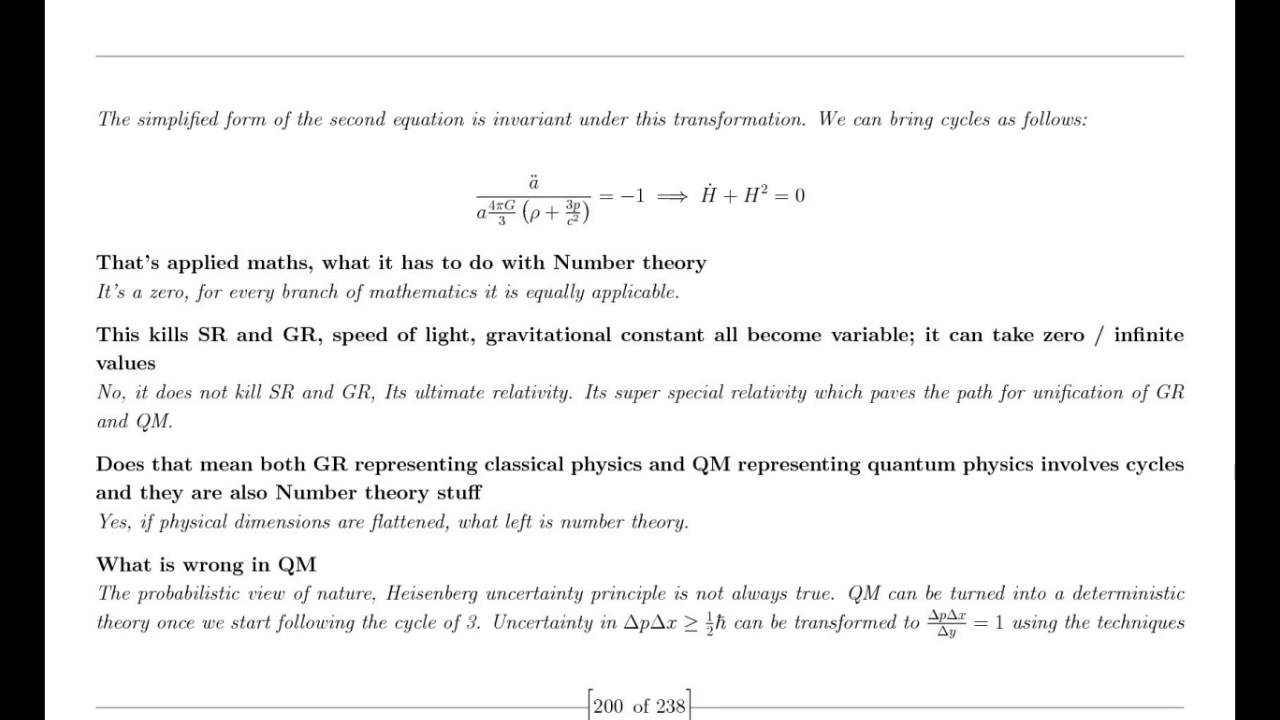 The simplified form of the second equation is invariant under this transformation. We can bring cycles as follows:
ä / a 4πG/3 (ρ + 3p/c²) = −1 ⟹ Ḣ + H² = 0
That's applied maths, what it has to do with Number theory
It's a zero, for every branch of mathematics it is equally applicable.
This kills SR and GR, speed of light, gravitational constant all become variable; it can take zero / infinite
values
No, it does not kill SR and GR, Its ultimate relativity. Its super special relativity which paves the path for unification of GR
and QM.
Does that mean both GR representing classical physics and QM representing quantum physics involves cycles
and they are also Number theory stuff
Yes, if physical dimensions are flattened, what left is number theory.
What is wrong in QM
The probabilistic view of nature, Heisenberg uncertainty principle is not always true. QM can be turned into a deterministic
theory once we start following the cycle of 3. Uncertainty in ΔpΔx ≥ ½ħ can be transformed to ΔpΔx/Δy = 1 using the techniques
[200 of 238]